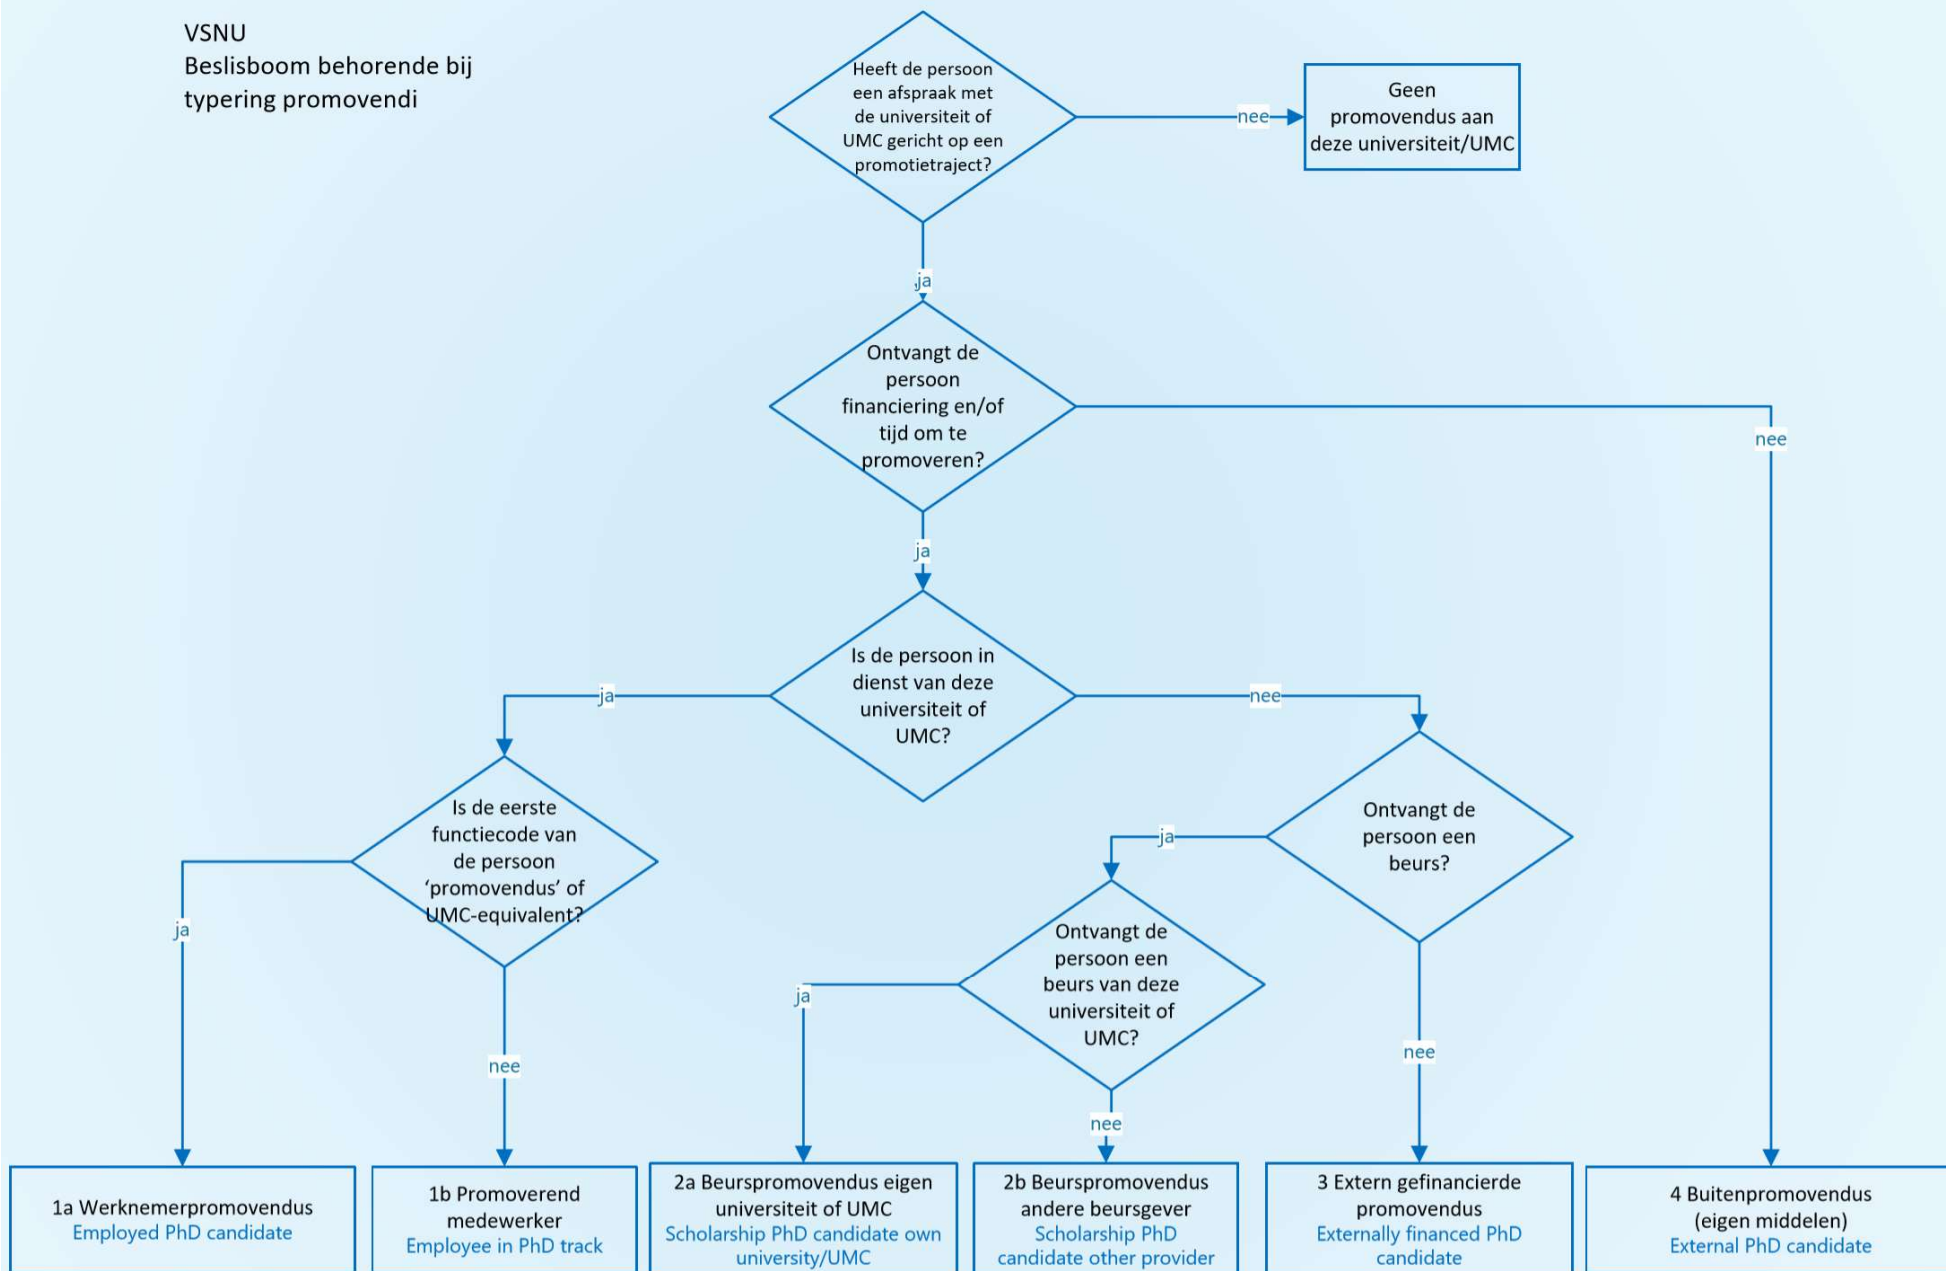 VSNU
Beslisboom behorende bij
typering promovendi
Heeft de persoon
een afspraak met
de universiteit of
UMC gericht op een
promotietraject?
nee
Geen
promovendus aan
deze universiteit/UMC
ja
Ontvangt de
persoon
financiering en/of
tijd om te
promoveren?
nee
ja
Is de persoon in
dienst van deze
universiteit of
UMC?
ja
nee
Is de eerste
functiecode van
de persoon
‘promovendus’ of
UMC-equivalent?
Ontvangt de
persoon een
beurs?
ja
ja
Ontvangt de
persoon een
beurs van deze
universiteit of
UMC?
ja
nee
nee
nee
1a Werknemerpromovendus
Employed PhD candidate
1b Promoverend
medewerker
Employee in PhD track
2a Beurspromovendus eigen
universiteit of UMC
Scholarship PhD candidate own
university/UMC
2b Beurspromovendus
andere beursgever
Scholarship PhD
candidate other provider
3 Extern gefinancierde
promovendus
Externally financed PhD
candidate
4 Buitenpromovendus
(eigen middelen)
External PhD candidate